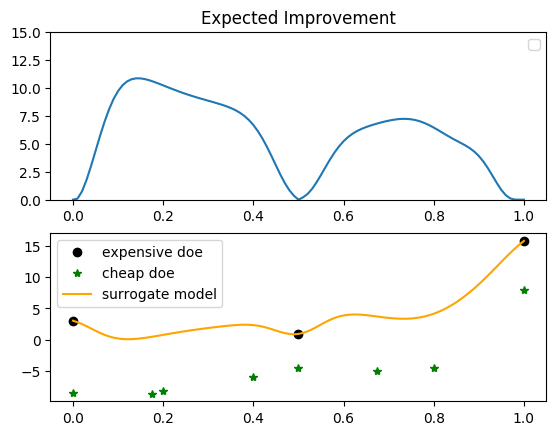 Expected Improvement
15.0
12.5
10.0
7.5
5.0
2.5
0.0
0.0 0.2 0.4 0.6 0.8 1.0
15
10
5
0
−5
expensive doe
cheap doe
surrogate model
0.0 0.2 0.4 0.6 0.8 1.0